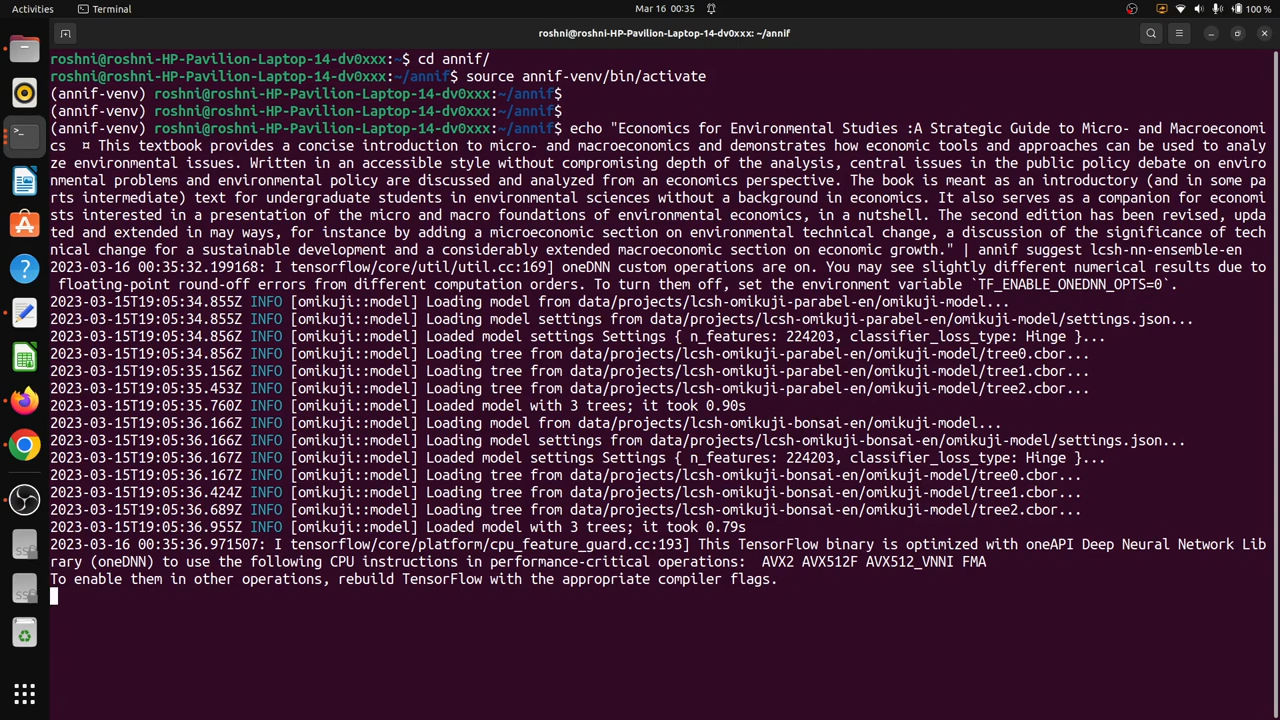 Activities
Terminal
Mar 16 00:35
100 %
roshni@roshni-HP-Pavilion-Laptop-14-dv0xxx: ~/annif
roshni@roshni-HP-Pavilion-Laptop-14-dv0xxx:~$ cd annif/
roshni@roshni-HP-Pavilion-Laptop-14-dv0xxx:~/annif$ source annif-venv/bin/activate
(annif-venv) roshni@roshni-HP-Pavilion-Laptop-14-dv0xxx:~/annif$
(annif-venv) roshni@roshni-HP-Pavilion-Laptop-14-dv0xxx:~/annif$
(annif-venv) roshni@roshni-HP-Pavilion-Laptop-14-dv0xxx:~/annif$ echo "Economics for Environmental Studies :A Strategic Guide to Micro- and Macroeconomi
cs  ¤ This textbook provides a concise introduction to micro- and macroeconomics and demonstrates how economic tools and approaches can be used to analy
ze environmental issues. Written in an accessible style without compromising depth of the analysis, central issues in the public policy debate on enviro
nmental problems and environmental policy are discussed and analyzed from an economic perspective. The book is meant as an introductory (and in some pa
rts intermediate) text for undergraduate students in environmental sciences without a background in economics. It also serves as a companion for economi
sts interested in a presentation of the micro and macro foundations of environmental economics, in a nutshell. The second edition has been revised, upda
ted and extended in may ways, for instance by adding a microeconomic section on environmental technical change, a discussion of the significance of tech
nical change for a sustainable development and a considerably extended macroeconomic section on economic growth." | annif suggest lcsh-nn-ensemble-en
2023-03-16 00:35:32.199168: I tensorflow/core/util/util.cc:169] oneDNN custom operations are on. You may see slightly different numerical results due to
 floating-point round-off errors from different computation orders. To turn them off, set the environment variable `TF_ENABLE_ONEDNN_OPTS=0`.
2023-03-15T19:05:34.855Z INFO [omikuji::model] Loading model from data/projects/lcsh-omikuji-parabel-en/omikuji-model...
2023-03-15T19:05:34.855Z INFO [omikuji::model] Loading model settings from data/projects/lcsh-omikuji-parabel-en/omikuji-model/settings.json...
2023-03-15T19:05:34.856Z INFO [omikuji::model] Loaded model settings Settings { n_features: 224203, classifier_loss_type: Hinge }...
2023-03-15T19:05:34.856Z INFO [omikuji::model] Loading tree from data/projects/lcsh-omikuji-parabel-en/omikuji-model/tree0.cbor...
2023-03-15T19:05:35.156Z INFO [omikuji::model] Loading tree from data/projects/lcsh-omikuji-parabel-en/omikuji-model/tree1.cbor...
2023-03-15T19:05:35.453Z INFO [omikuji::model] Loading tree from data/projects/lcsh-omikuji-parabel-en/omikuji-model/tree2.cbor...
2023-03-15T19:05:35.760Z INFO [omikuji::model] Loaded model with 3 trees; it took 0.90s
2023-03-15T19:05:36.166Z INFO [omikuji::model] Loading model from data/projects/lcsh-omikuji-bonsai-en/omikuji-model...
2023-03-15T19:05:36.166Z INFO [omikuji::model] Loading model settings from data/projects/lcsh-omikuji-bonsai-en/omikuji-model/settings.json...
2023-03-15T19:05:36.167Z INFO [omikuji::model] Loaded model settings Settings { n_features: 224203, classifier_loss_type: Hinge }...
2023-03-15T19:05:36.167Z INFO [omikuji::model] Loading tree from data/projects/lcsh-omikuji-bonsai-en/omikuji-model/tree0.cbor...
2023-03-15T19:05:36.424Z INFO [omikuji::model] Loading tree from data/projects/lcsh-omikuji-bonsai-en/omikuji-model/tree1.cbor...
2023-03-15T19:05:36.689Z INFO [omikuji::model] Loading tree from data/projects/lcsh-omikuji-bonsai-en/omikuji-model/tree2.cbor...
2023-03-15T19:05:36.955Z INFO [omikuji::model] Loaded model with 3 trees; it took 0.79s
2023-03-16 00:35:36.971507: I tensorflow/core/platform/cpu_feature_guard.cc:193] This TensorFlow binary is optimized with oneAPI Deep Neural Network Lib
rary (oneDNN) to use the following CPU instructions in performance-critical operations:  AVX2 AVX512F AVX512_VNNI FMA
To enable them in other operations, rebuild TensorFlow with the appropriate compiler flags.